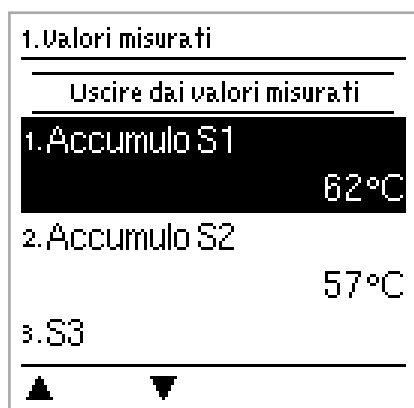 1.Valori misurati
Uscire dai valori misurati
1.Accumulo S1
62°C
2.Accumulo S2
57°C
3.S3
▲ ▼